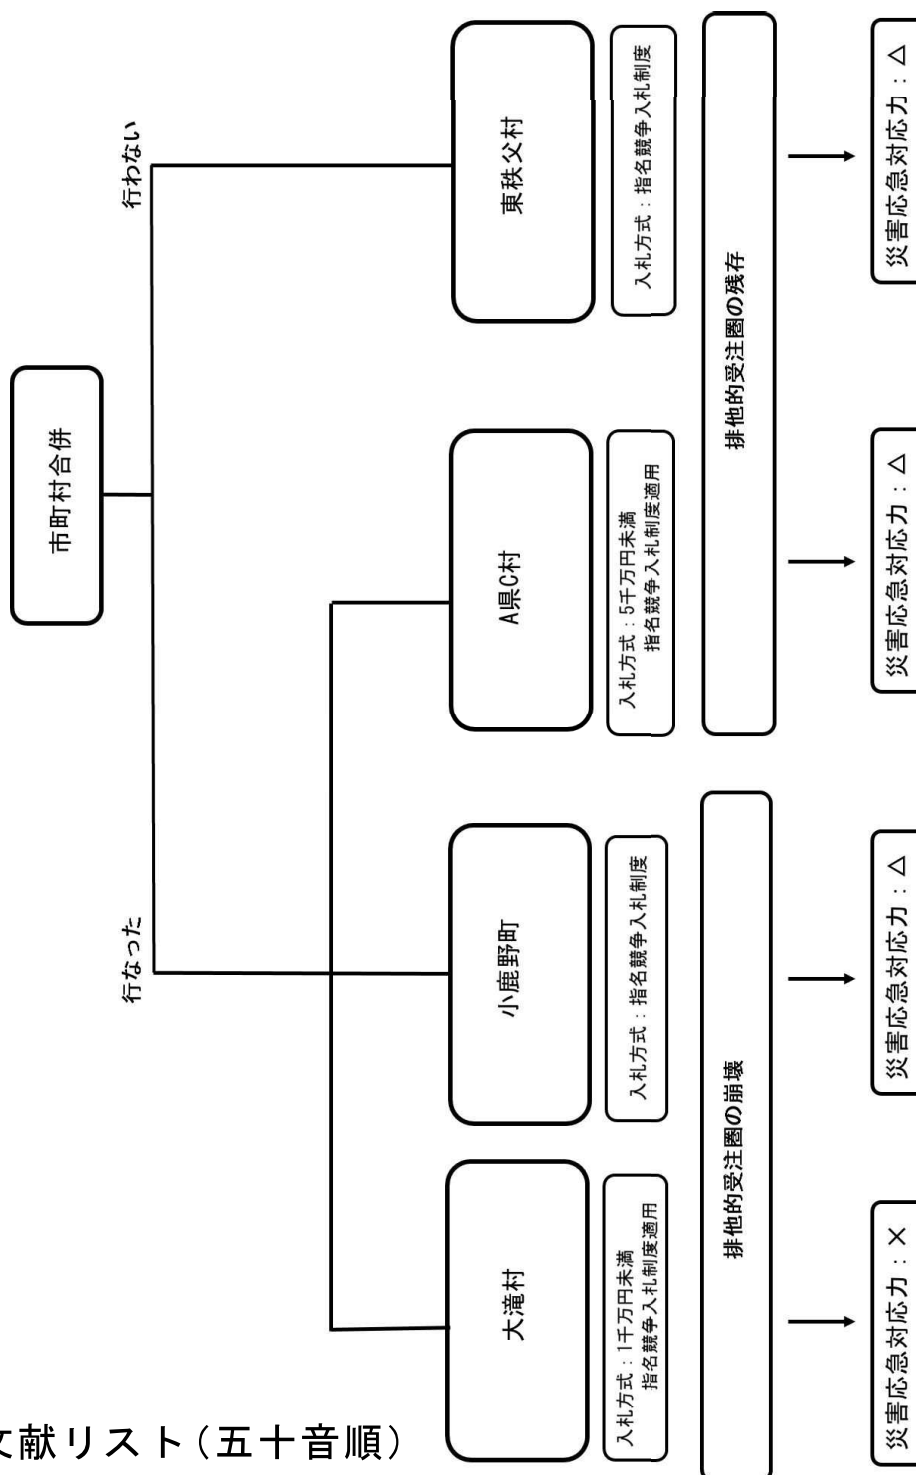 市町村合併
行なった
行わない
大滝村
小鹿野町
A県C村
東秩父村
入札方式：1千万円未満
指名競争入札制度適用
入札方式：指名競争入札制度
入札方式：5千万円未満
指名競争入札制度適用
入札方式：指名競争入札制度
排他的受注圏の崩壊
排他的受注圏の残存
災害応急対応力：×
災害応急対応力：△
災害応急対応力：△
災害応急対応力：△
文献リスト(五十音順)